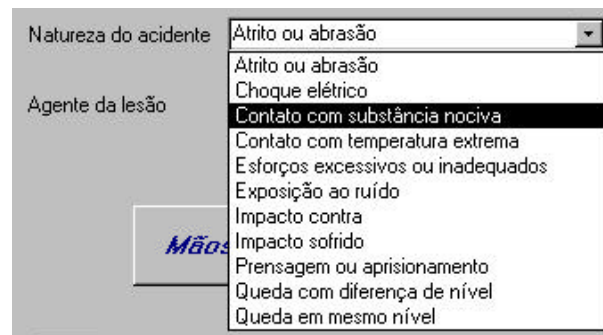 Natureza do acidente Atrito ou abrasão
Atrito ou abrasão
Choque elétrico
Agente da lesão
Contato com substância nociva
Contato com temperatura extrema
Esforços excessivos ou inadequados
Exposição ao ruído
Impacto contra
Mãos
Impacto sofrido
Prensagem ou aprisionamento
Queda com diferença de nível
Queda em mesmo nível